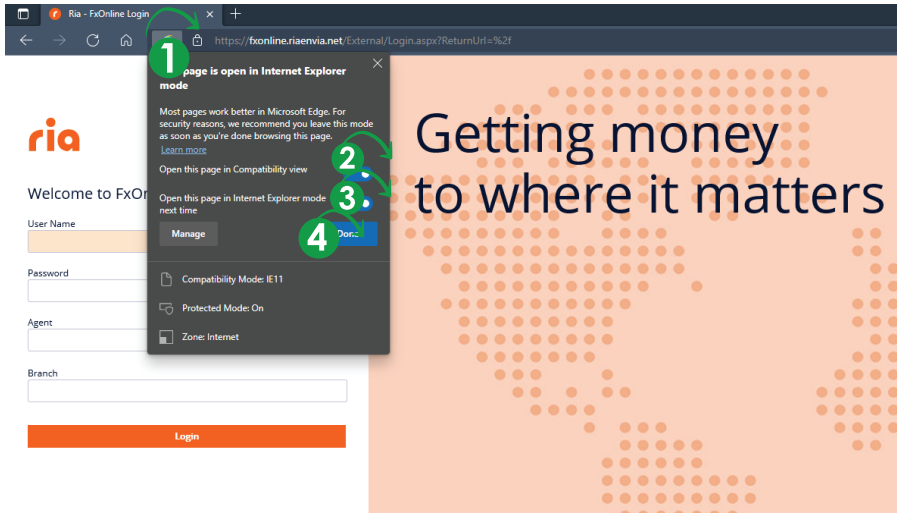 Ria - FxOnline Login
https://fxonline.riaenvia.net/External/Login.aspx?ReturnUrl=%2f
1
page is open in Internet Explorer
mode
Most pages work better in Microsoft Edge. For
security reasons, we recommend you leave this mode
as soon as you're done browsing this page.
Learn more
2
Open this page in Compatibility view
Open this page in Internet Explorer mode
next time
3
Manage
4
Done
Compatibility Mode: IE11
Protected Mode: On
Zone: Internet
ria
Welcome to FxOn
User Name
Password
Agent
Branch
Login
Getting money
to where it matters